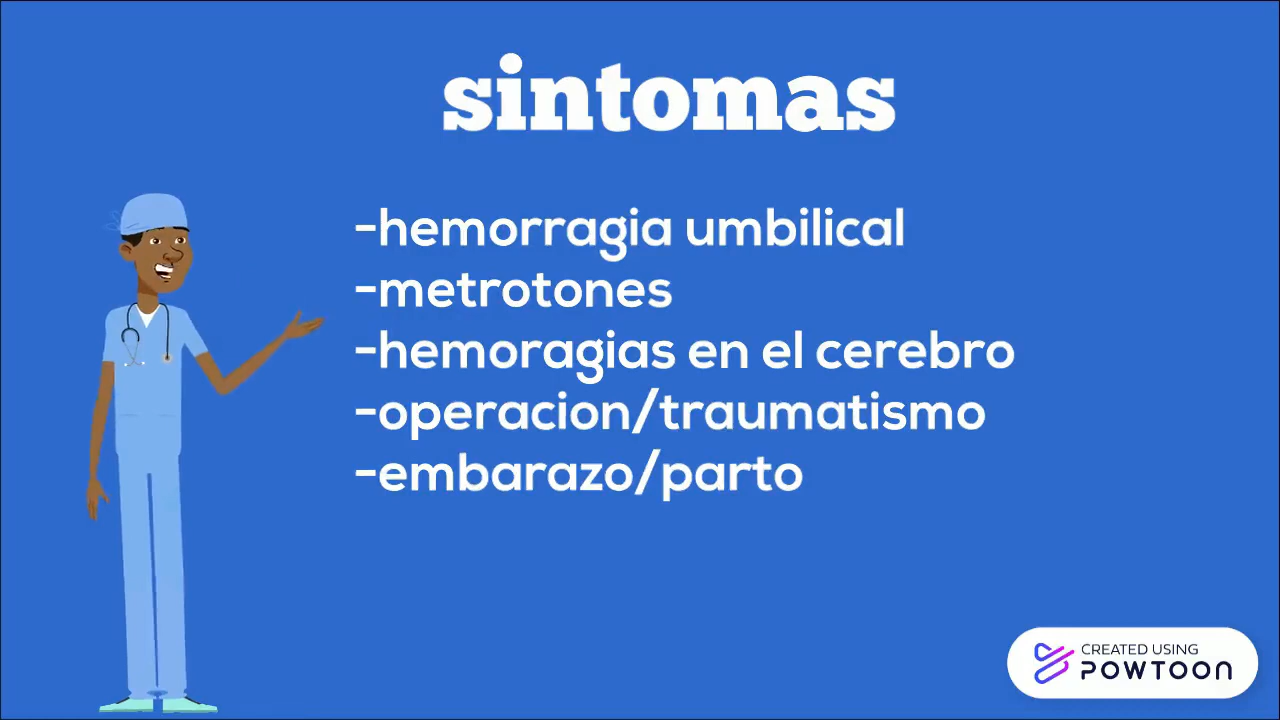 sintomas
-hemorragia umbilical
-metrotones
-hemoragias en el cerebro
-operacion/traumatismo
-embarazo/parto
CREATED USING
POWTOON